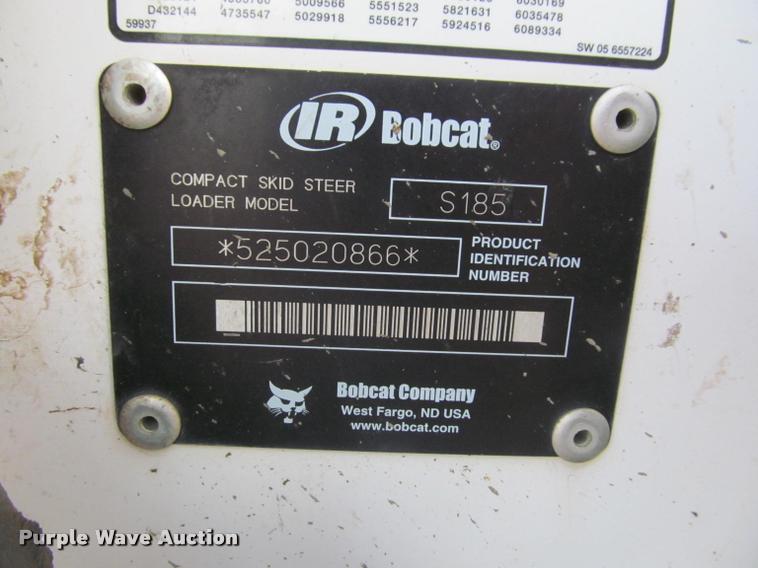 D432144 4735547 5029918 5556217 5924516 6089334
5009566 5551523 5821631 6035478
6030169
59937
SW 05 6557224
IR Bobcat®
COMPACT SKID STEER
LOADER MODEL
S185
*525020866*
PRODUCT
IDENTIFICATION
NUMBER
Bobcat Company
West Fargo, ND USA
www.bobcat.com
Purple Wave Auction